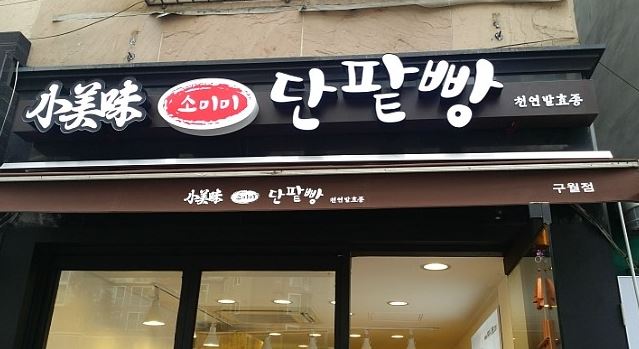 小美味 소미미 단팥빵 천연발효종
小美味 소미미 단팥빵 천연발효종 구월점